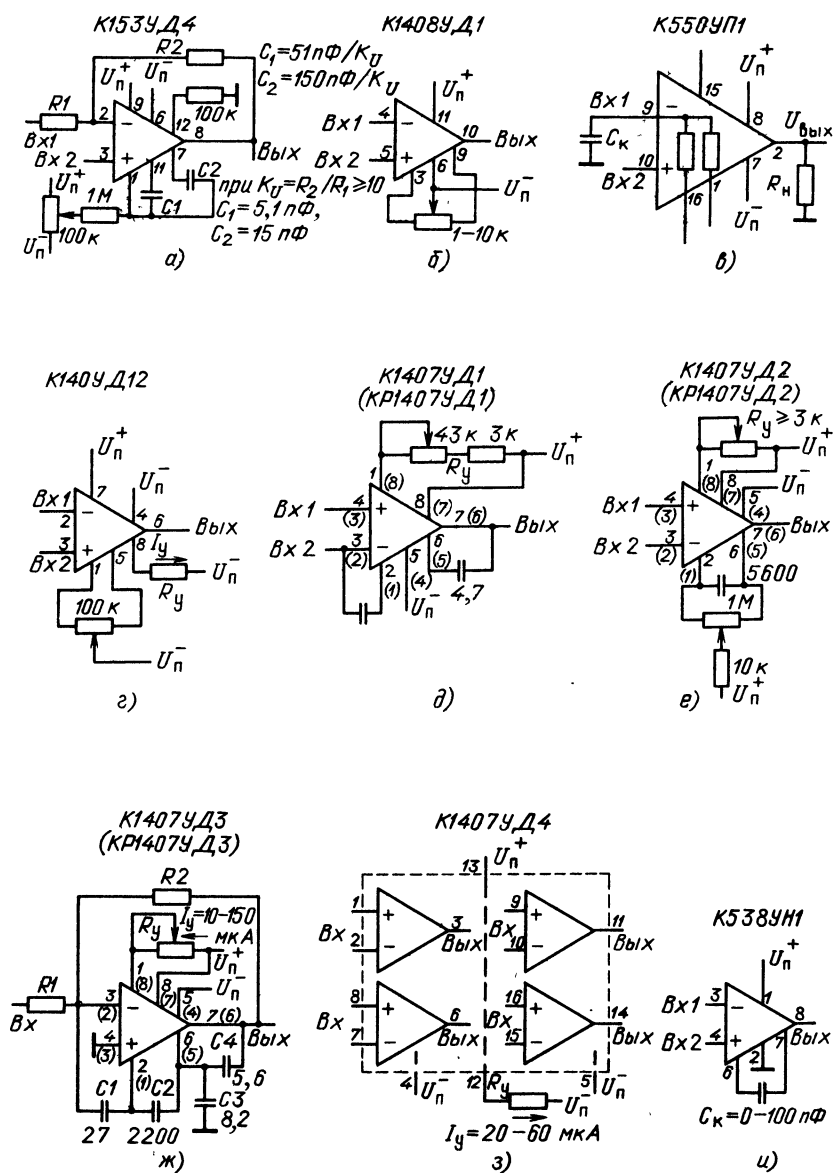 К153УД4
R2
C₁=51пФ/K_U
C₂=150пФ/K_U
U_п⁺
U_п⁻
9
6
12
100к
8
R1
2
Вх1
Вх2
3
11
7
C2
Вых
1
C1
U_п⁺
1М
100к
U_п⁻
при K_U=R₂/R₁≥10
C₁=5,1пФ,
C₂=15пФ
а)
К1408УД1
U_п⁺
Вх1
4
11
10
Вых
Вх2
5
9
3
6
U_п⁻
1-10к
б)
К550УП1
15
U_п⁺
Вх1
9
8
U_вых
C_к
2
10
Вх2
7
16
1
U_п⁻
R_н
в)
К140УД12
U_п⁺
7
U_п⁻
Вх1
2
4
6
Вых
3
Вх2
8
I_у
1
5
R_у
U_п⁻
100к
U_п⁻
г)
К1407УД1
(КР1407УД1)
43к
3к
U_п⁺
R_у
1
(8)
8
(7)
Вх1
4
(3)
7(6)
Вых
Вх2
3
(2)
6
(5)
2
(1)
5
(4)
U_п⁻
4,7
д)
К1407УД2
(КР1407УД2)
R_у≥3к
U_п⁺
1
(8)
8
(7)
5
(4)
U_п⁻
Вх1
4
(3)
7(6)
Вых
Вх2
3
(2)
2
(1)
6
(5)
5600
1М
10к
U_п⁺
е)
К1407УД3
(КР1407УД3)
R2
I_у=10-150
мкА
R_у
U_п⁺
1
(8)
8
(7)
5
(4)
U_п⁻
R1
Вх
3
(2)
7(6)
Вых
4
(3)
6
(5)
2
(1)
C4
5,6
C1
27
C2
2200
C3
8,2
ж)
К1407УД4
13
U_п⁺
1
Вх
2
3
Вых
9
Вх
10
11
Вых
8
Вх
7
6
Вых
16
Вх
15
14
Вых
4
U_п⁻
12
R_у
U_п⁻
5
U_п⁻
I_у=20-60 мкА
з)
К538УН1
U_п⁺
Вх1
3
1
8
Вх2
4
Вых
6
2
7
C_к=0-100пФ
и)